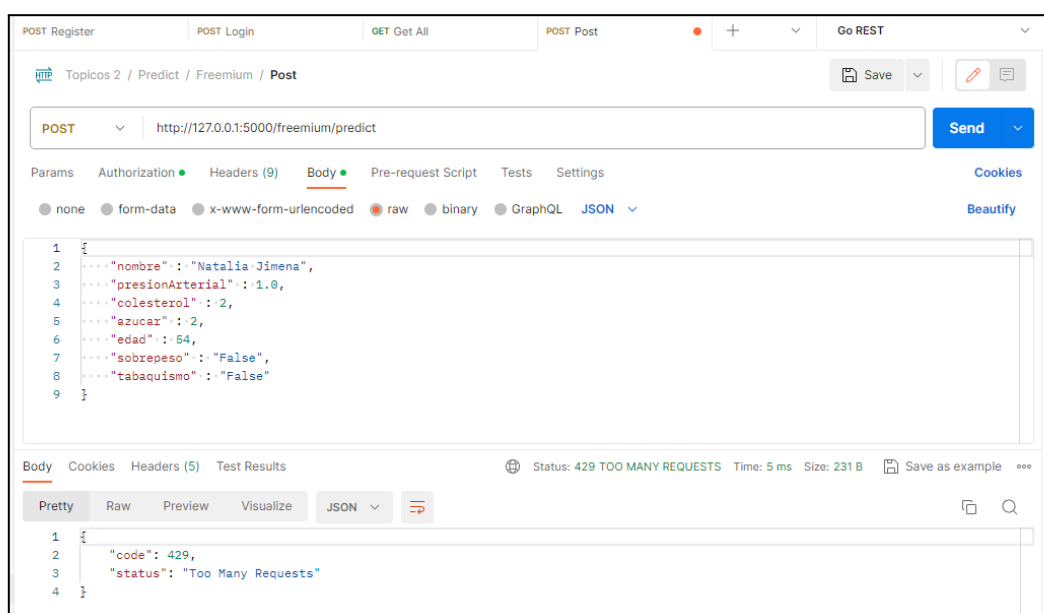 POST Register POST Login GET Get All POST Post Go REST
HTTP Topicos 2 / Predict / Freemium / Post Save
POST http://127.0.0.1:5000/freemium/predict Send
Params Authorization Headers (9) Body Pre-request Script Tests Settings Cookies
none form-data x-www-form-urlencoded raw binary GraphQL JSON Beautify
1 {
2 "nombre" : "Natalia Jimena",
3 "presionArterial" : 1.0,
4 "colesterol" : 2,
5 "azucar" : 2,
6 "edad" : 54,
7 "sobrepeso" : "False",
8 "tabaquismo" : "False"
9 }
Body Cookies Headers (5) Test Results Status: 429 TOO MANY REQUESTS Time: 5 ms Size: 231 B Save as example
Pretty Raw Preview Visualize JSON
1 {
2 "code": 429,
3 "status": "Too Many Requests"
4 }